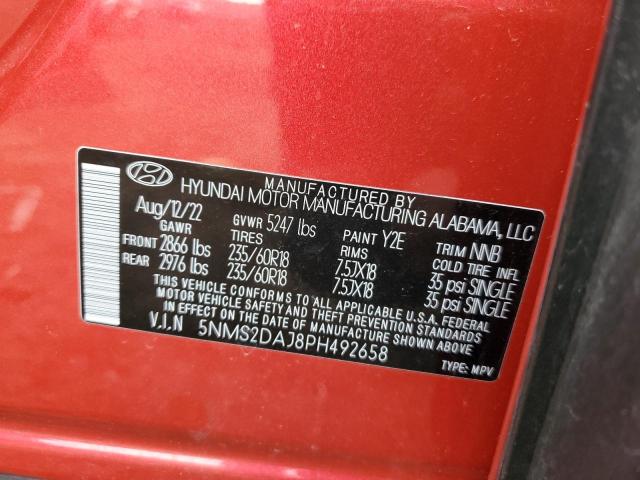 MANUFACTURED BY
HYUNDAI MOTOR MANUFACTURING ALABAMA, LLC
Aug/12/22 GVWR 5247 lbs PAINT Y2E TRIM NNB
GAWR TIRES RIMS COLD TIRE INFL
FRONT 2866 lbs 235/60R18 7.5JX18 35 psi SINGLE
REAR 2976 lbs 235/60R18 7.5JX18 35 psi SINGLE
THIS VEHICLE CONFORMS TO ALL APPLICABLE U.S.A. FEDERAL
MOTOR VEHICLE SAFETY AND THEFT PREVENTION STANDARDS
IN EFFECT ON THE DATE OF MANUFACTURE SHOWN ABOVE
V.I.N 5NMS2DAJ8PH492658
TYPE: MPV